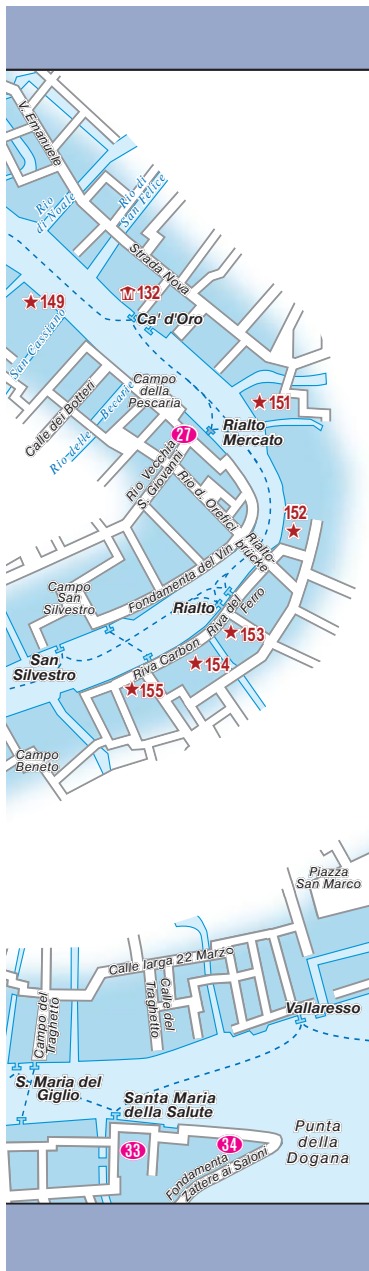 V. Emanuele
Rio
di Noale
Rio di
San Felice
Strada Nova
149
M 132
Ca' d'Oro
San-Cassiano
Campo
della
Pescaria
151
Calle dei Botteri
Rio-delle Becarie
Rialto
Mercato
27
Rio Vecchia
S. Giovanni
Rio d. Orefici
152
Rialto-
brücke
Fondamenta del Vin
Campo
San
Silvestro
Rialto
Riva del
Ferro
153
San
Silvestro
Riva Carbon
154
155
Campo
Beneto
Piazza
San Marco
Calle larga 22 Marzo
Campo del
Traghetto
Calle del
Traghetto
Vallaresso
S. Maria del
Giglio
Santa Maria
della Salute
33
34
Punta
della
Dogana
Fondamenta
Zattere ai Saloni